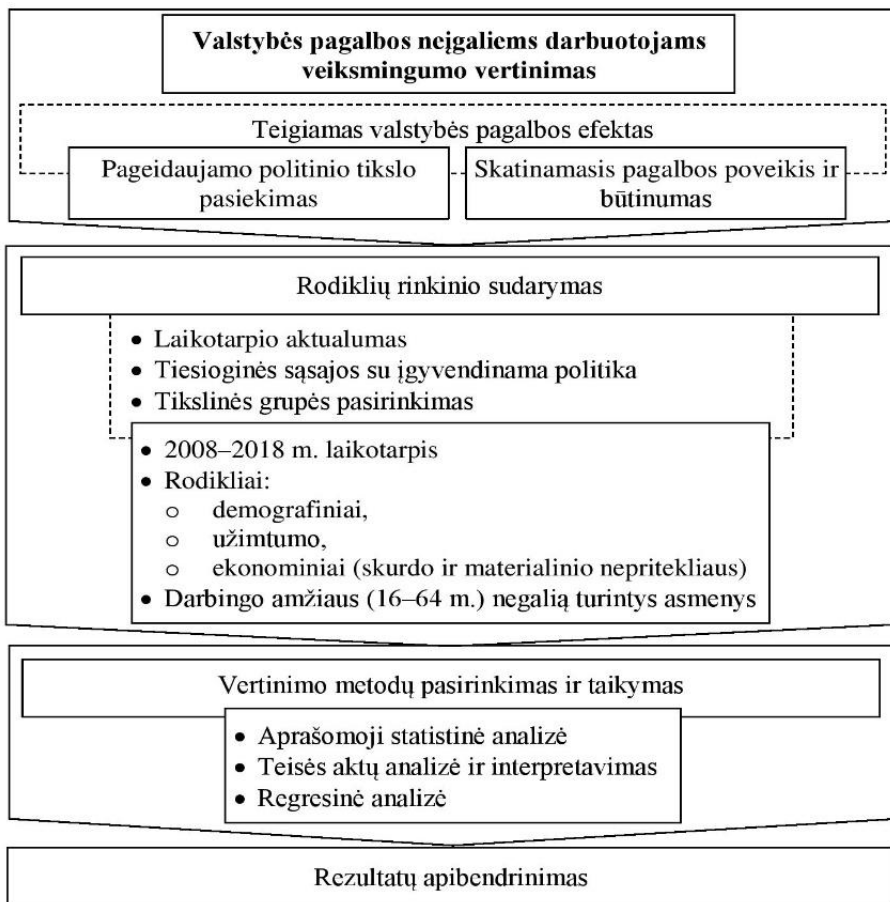 Valstybės pagalbos neįgaliems darbuotojams
veiksmingumo vertinimas
Teigiamas valstybės pagalbos efektas
Pageidaujamo politinio tikslo
pasiekimas
Skatinamasis pagalbos poveikis ir
būtinumas
Rodiklių rinkinio sudarymas
• Laikotarpio aktualumas
• Tiesioginės sąsajos su įgyvendinama politika
• Tikslinės grupės pasirinkimas
• 2008–2018 m. laikotarpis
• Rodikliai:
o demografiniai,
o užimtumo,
o ekonominiai (skurdo ir materialinio nepritekliaus)
• Darbingo amžiaus (16–64 m.) negalią turintys asmenys
Vertinimo metodų pasirinkimas ir taikymas
• Aprašomoji statistinė analizė
• Teisės aktų analizė ir interpretavimas
• Regresinė analizė
Rezultatų apibendrinimas